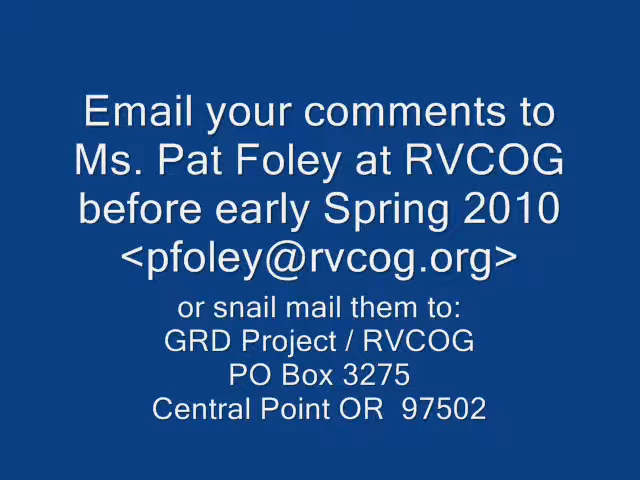 Email your comments to
Ms. Pat Foley at RVCOG
before early Spring 2010
<pfoley@rvcog.org>
or snail mail them to:
GRD Project / RVCOG
PO Box 3275
Central Point OR  97502